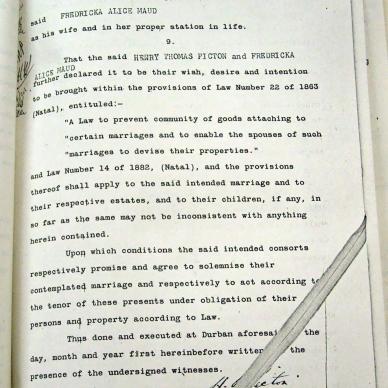 said FREDRICKA ALICE MAUD
as his wife and in her proper station in life.
9.
That the said HENRY THOMAS PICTON and FREDRICKA
ALICE MAUD
further declared it to be their wish, desire and intention
to be brought within the provisions of Law Number 22 of 1863
(Natal), entituled:-
"A Law to prevent community of goods attaching to
"certain marriages and to enable the spouses of such
"marriages to devise their properties."
and Law Number 14 of 1882, (Natal), and the provisions
thereof shall apply to the said intended marriage and to
their respective estates, and to their children, if any, in
so far as the same may not be inconsistent with anything
herein contained.
Upon which conditions the said intended consorts
respectively promise and agree to solemnise their
contemplated marriage and respectively to act according to
the tenor of these presents under obligation of their
persons and property according to Law.
Thus done and executed at Durban aforesaid the
day, month and year first hereinbefore written the
presence of the undersigned witnesses.
Picton.